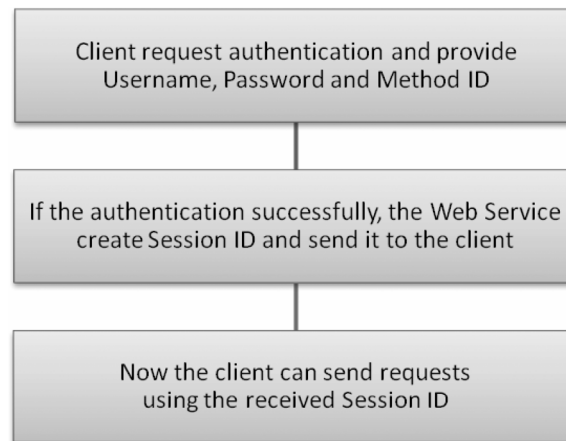 Client request authentication and provide
Username, Password and Method ID
If the authentication successfully, the Web Service
create Session ID and send it to the client
Now the client can send requests
using the received Session ID